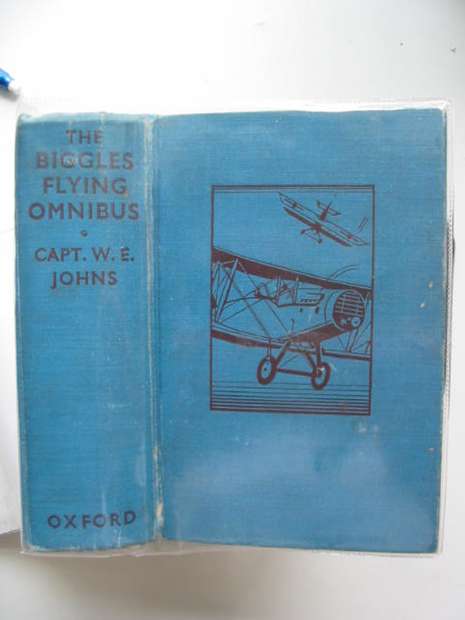 THE
BIGGLES
FLYING
OMNIBUS
•
CAPT. W. E.
JOHNS
OXFORD